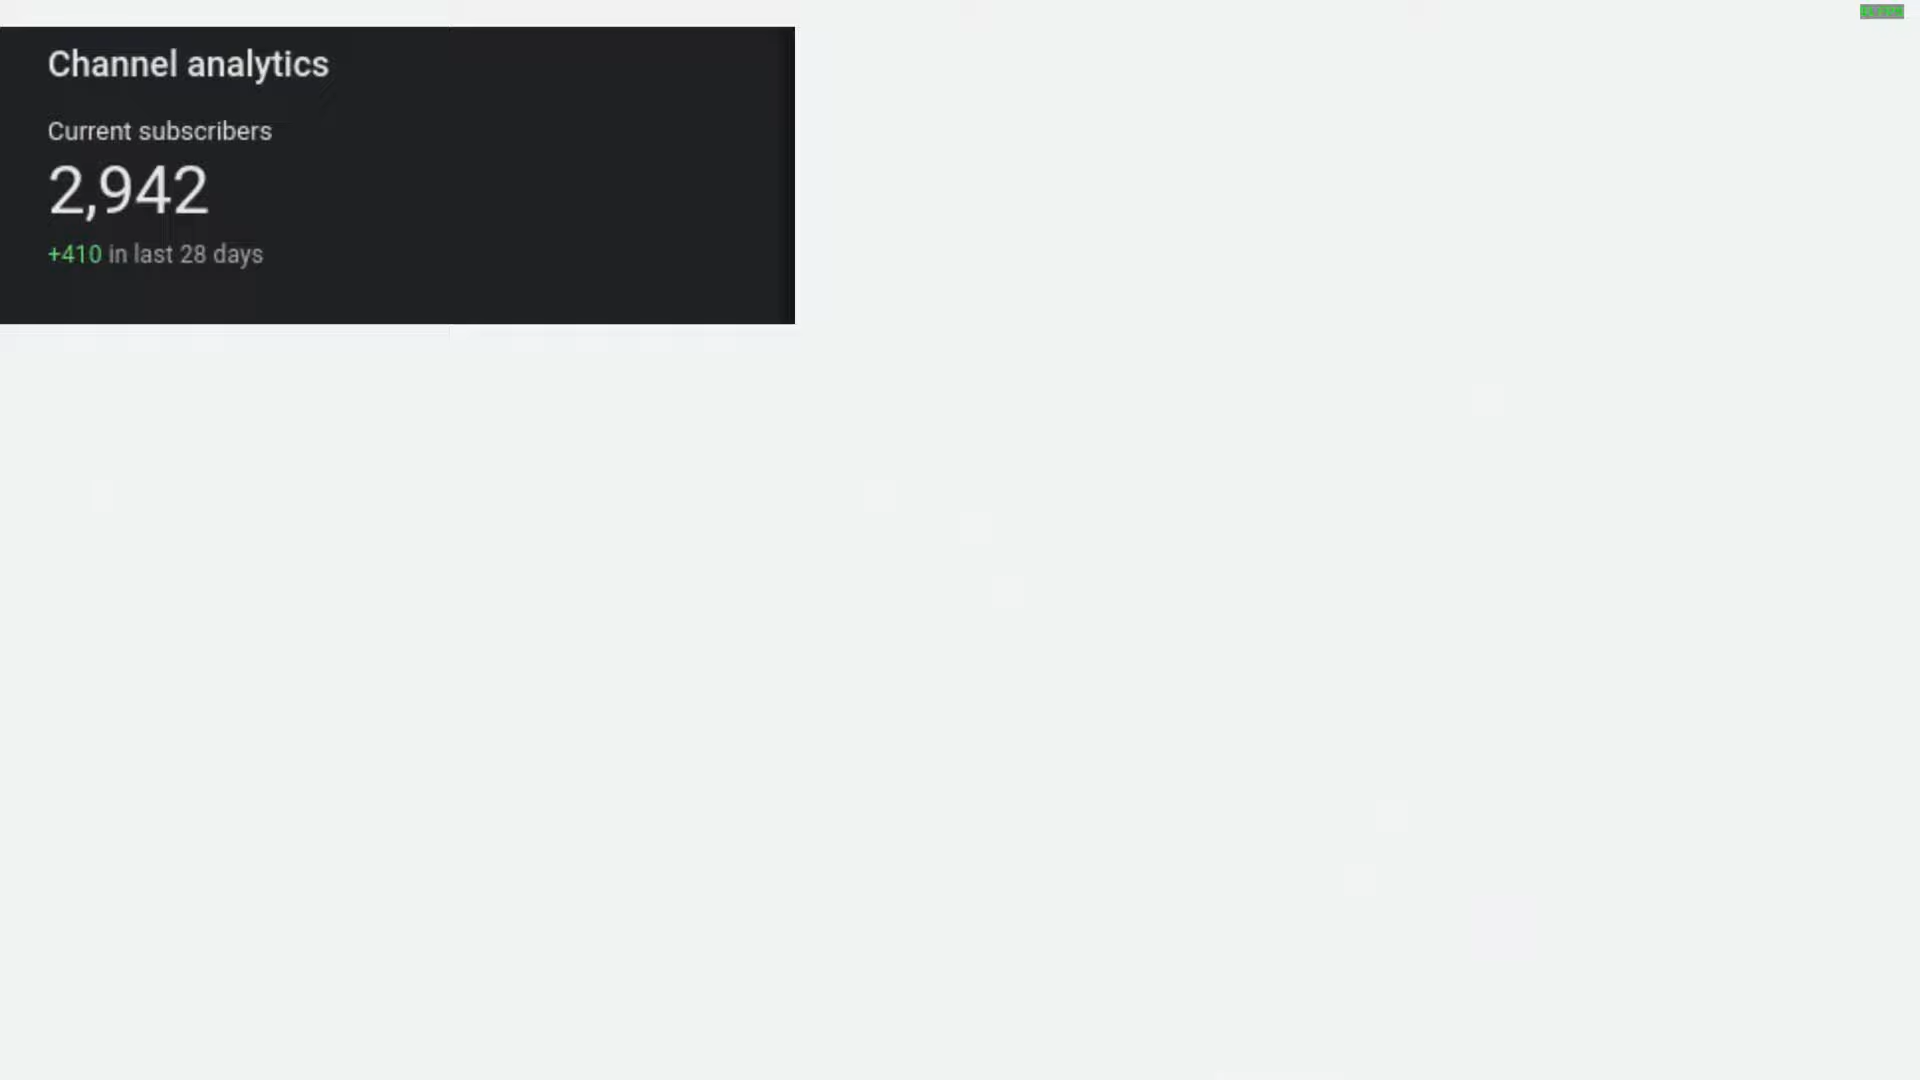 Channel analytics
Current subscribers
2,942
+410 in last 28 days